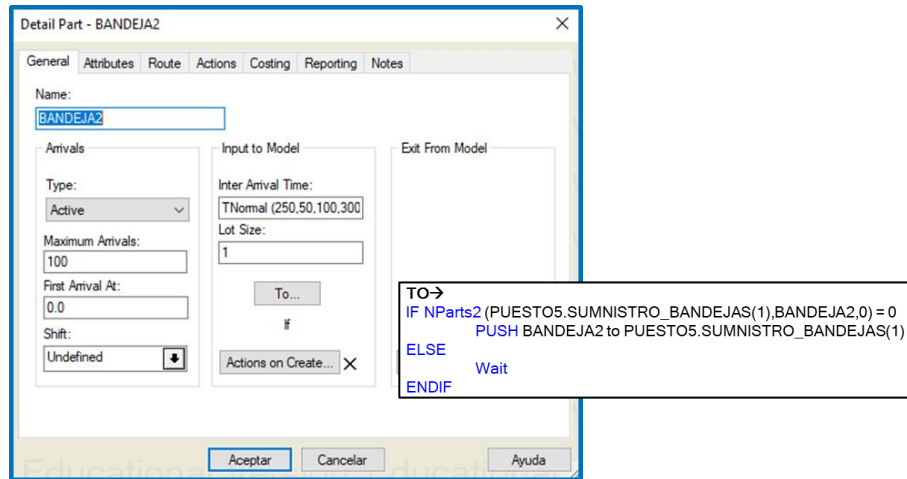 Detail Part - BANDEJA2
General Attributes Route Actions Costing Reporting Notes
Name:
BANDEJA2
Arrivals
Type:
Active
Maximum Arrivals:
100
First Arrival At:
0.0
Shift:
Undefined
Input to Model
Inter Arrival Time:
TNormal (250,50,100,300
Lot Size:
1
To...
If
Actions on Create...
Exit From Model
TO→
IF NParts2 (PUESTO5.SUMNISTRO_BANDEJAS(1),BANDEJA2,0) = 0
PUSH BANDEJA2 to PUESTO5.SUMNISTRO_BANDEJAS(1)
ELSE
Wait
ENDIF
Aceptar Cancelar Ayuda